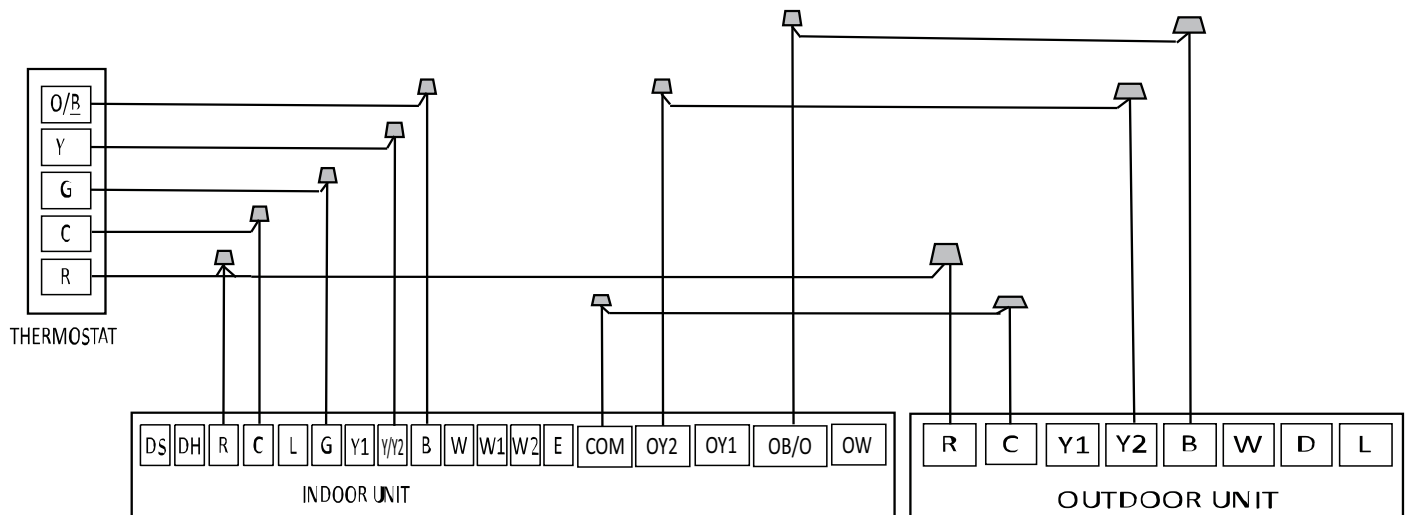 O/B
Y
G
C
R
THERMOSTAT
DS DH R C L G Y1 Y/Y2 B W W1 W2 E COM OY2 OY1 OB/O OW
INDOOR UNIT
R C Y1 Y2 B W D L
OUTDOOR UNIT